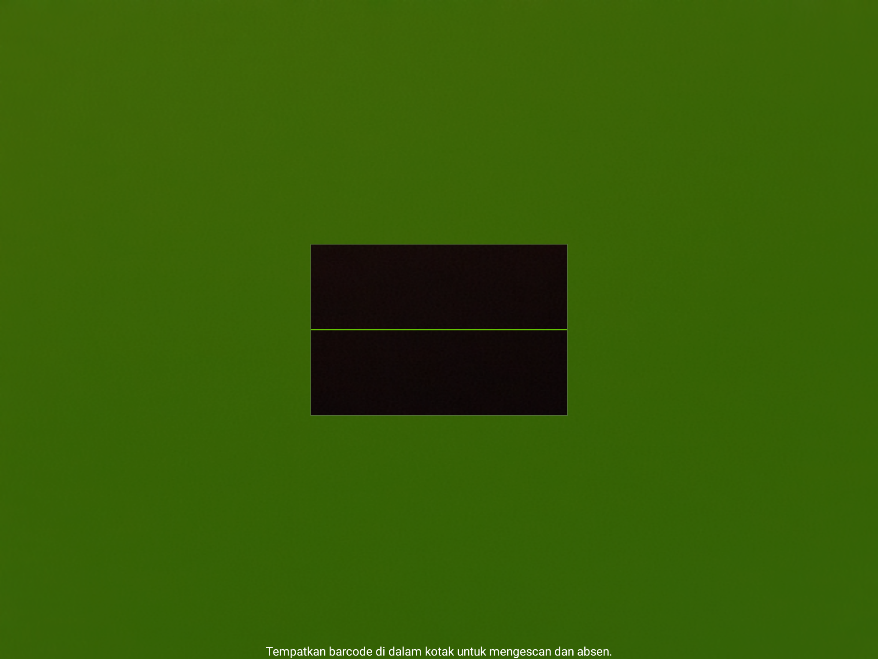 Tempatkan barcode di dalam kotak untuk mengescan dan absen.